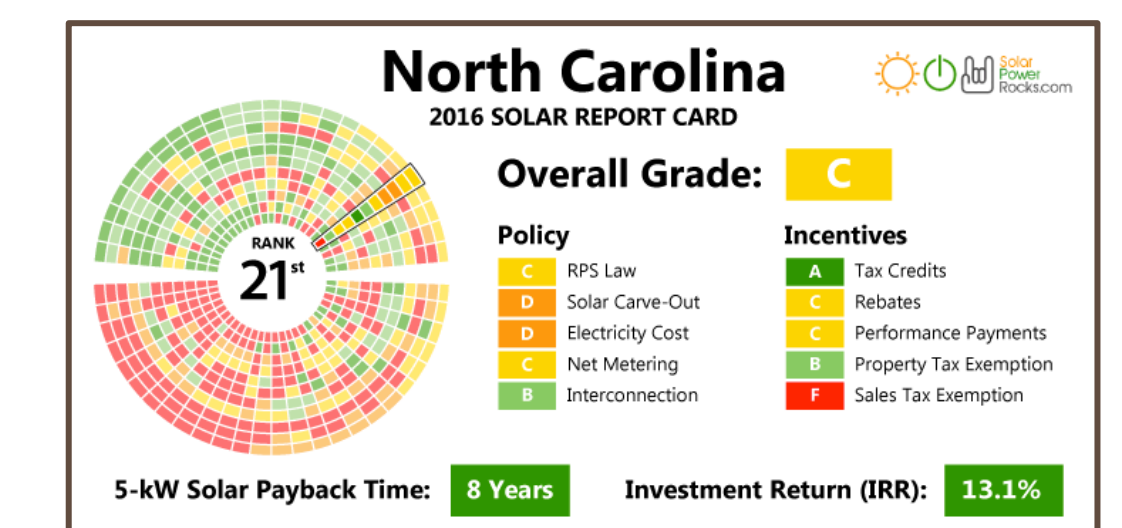 North Carolina
2016 SOLAR REPORT CARD
Solar
Power
Rocks.com
Overall Grade: C
RANK
21st
Policy
C RPS Law
D Solar Carve-Out
D Electricity Cost
C Net Metering
B Interconnection
Incentives
A Tax Credits
C Rebates
C Performance Payments
B Property Tax Exemption
F Sales Tax Exemption
5-kW Solar Payback Time: 8 Years
Investment Return (IRR): 13.1%